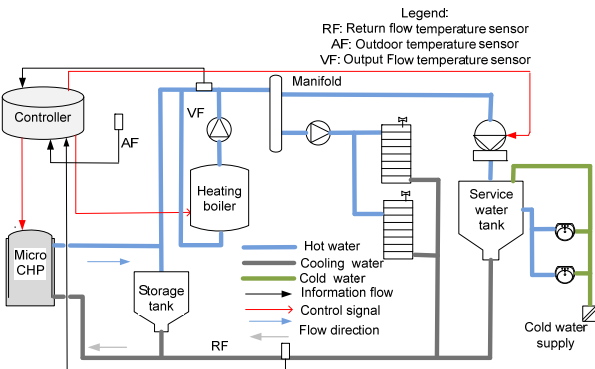 Legend:
RF: Return flow temperature sensor
AF: Outdoor temperature sensor
VF: Output Flow temperature sensor
Manifold
Controller
VF
AF
Heating
boiler
Service
water
tank
Micro
CHP
Hot water
Cooling water
Cold water
Information flow
Control signal
Flow direction
Storage
tank
RF
Cold water
supply